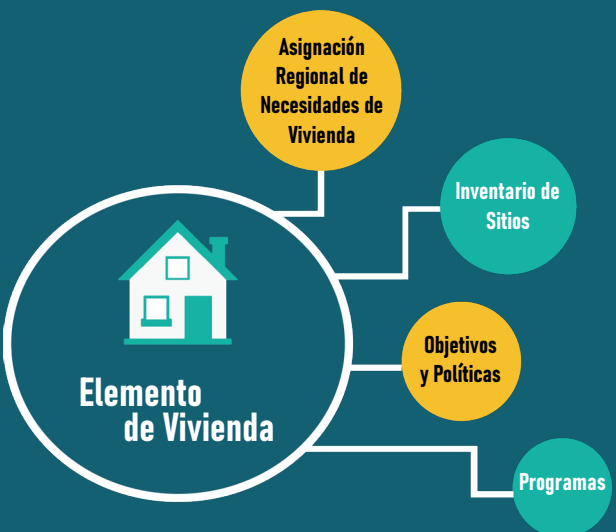 Asignación
Regional de
Necesidades de
Vivienda
Inventario de
Sitios
Objetivos
y Políticas
Elemento
de Vivienda
Programas